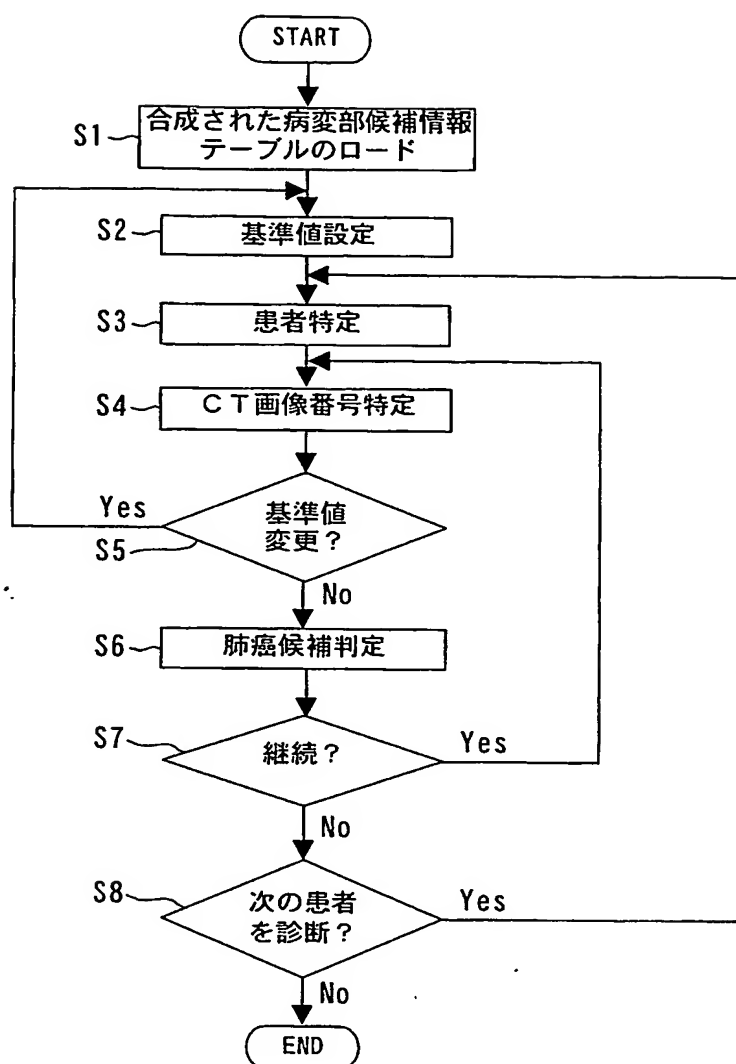 START
S1
合成された病変部候補情報
テーブルのロード
S2
基準値設定
S3
患者特定
S4
CT画像番号特定
Yes
基準値
変更?
S5
No
S6
肺癌候補判定
S7
継続?
Yes
No
S8
次の患者
を診断?
Yes
No
END